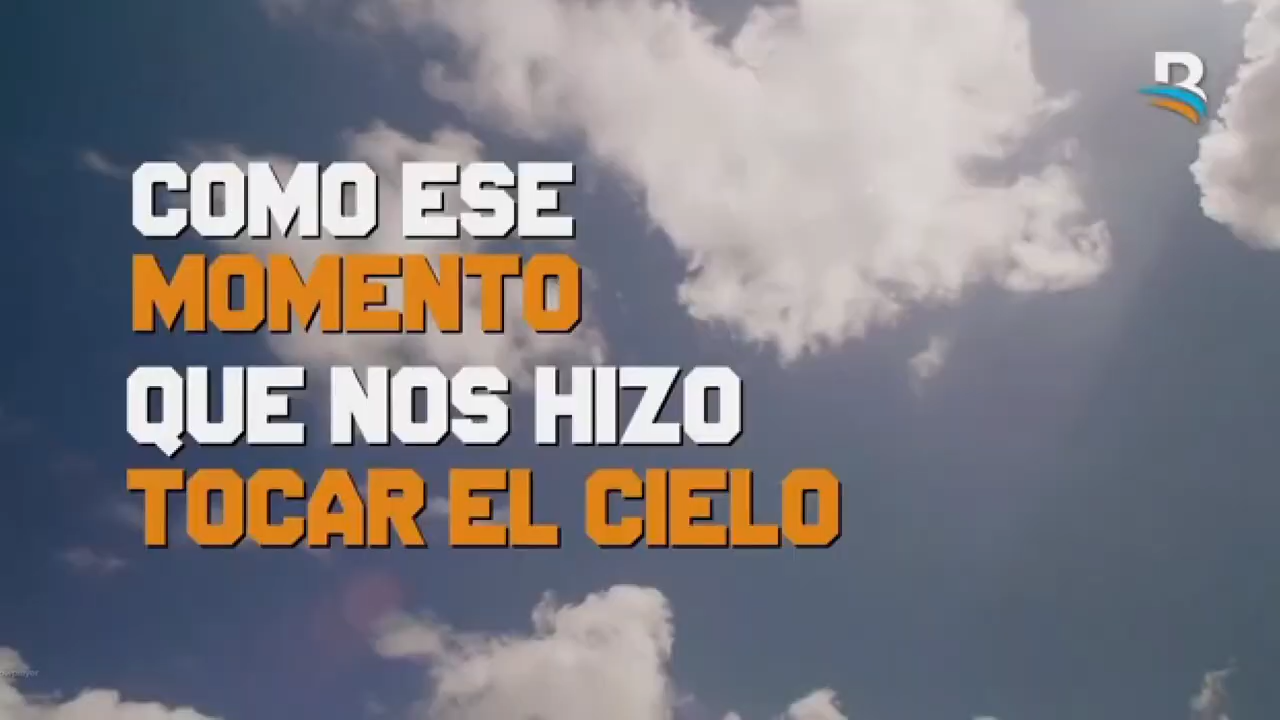 COMO ESE
MOMENTO
QUE NOS HIZO
TOCAR EL CIELO
B